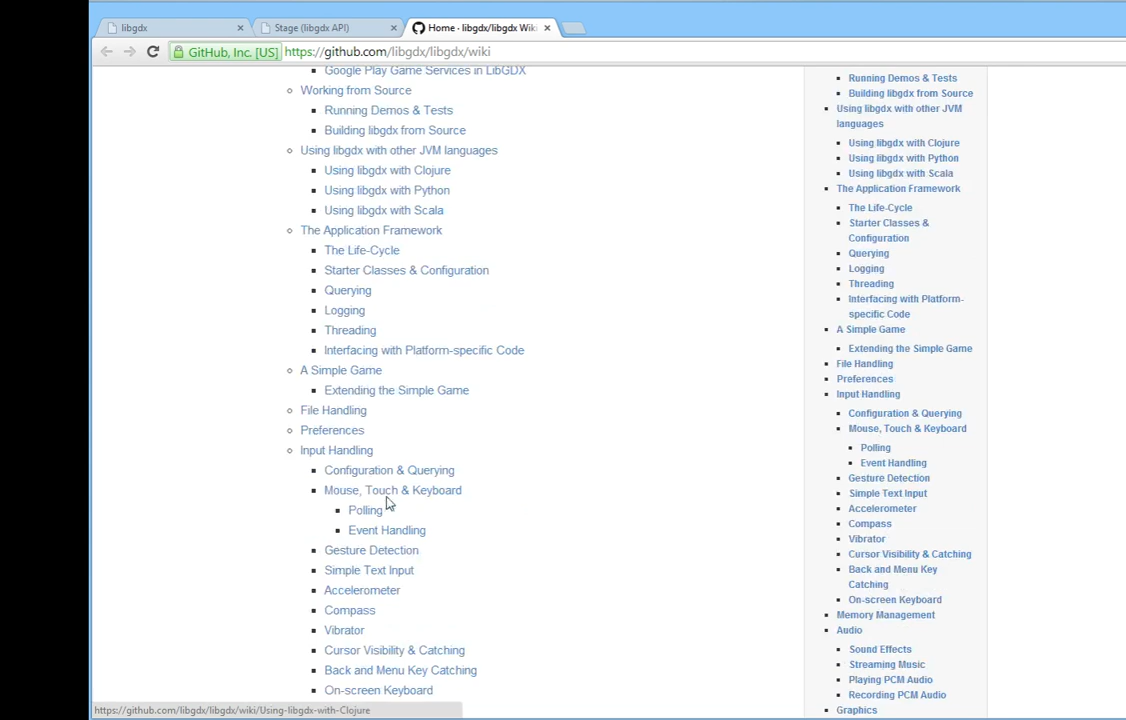 libgdx
Stage (libgdx API)
Home · libgdx/libgdx Wiki
GitHub, Inc. [US] https://github.com/libgdx/libgdx/wiki
Google Play Game Services in LibGDX
Working from Source
Running Demos & Tests
Building libgdx from Source
Using libgdx with other JVM languages
Using libgdx with Clojure
Using libgdx with Python
Using libgdx with Scala
The Application Framework
The Life-Cycle
Starter Classes & Configuration
Querying
Logging
Threading
Interfacing with Platform-specific Code
A Simple Game
Extending the Simple Game
File Handling
Preferences
Input Handling
Configuration & Querying
Mouse, Touch & Keyboard
Polling
Event Handling
Gesture Detection
Simple Text Input
Accelerometer
Compass
Vibrator
Cursor Visibility & Catching
Back and Menu Key Catching
On-screen Keyboard
Running Demos & Tests
Building libgdx from Source
Using libgdx with other JVM
languages
Using libgdx with Clojure
Using libgdx with Python
Using libgdx with Scala
The Application Framework
The Life-Cycle
Starter Classes &
Configuration
Querying
Logging
Threading
Interfacing with Platform-
specific Code
A Simple Game
Extending the Simple Game
File Handling
Preferences
Input Handling
Configuration & Querying
Mouse, Touch & Keyboard
Polling
Event Handling
Gesture Detection
Simple Text Input
Accelerometer
Compass
Vibrator
Cursor Visibility & Catching
Back and Menu Key
Catching
On-screen Keyboard
Memory Management
Audio
Sound Effects
Streaming Music
Playing PCM Audio
Recording PCM Audio
Graphics
https://github.com/libgdx/libgdx/wiki/Using-libgdx-with-Clojure